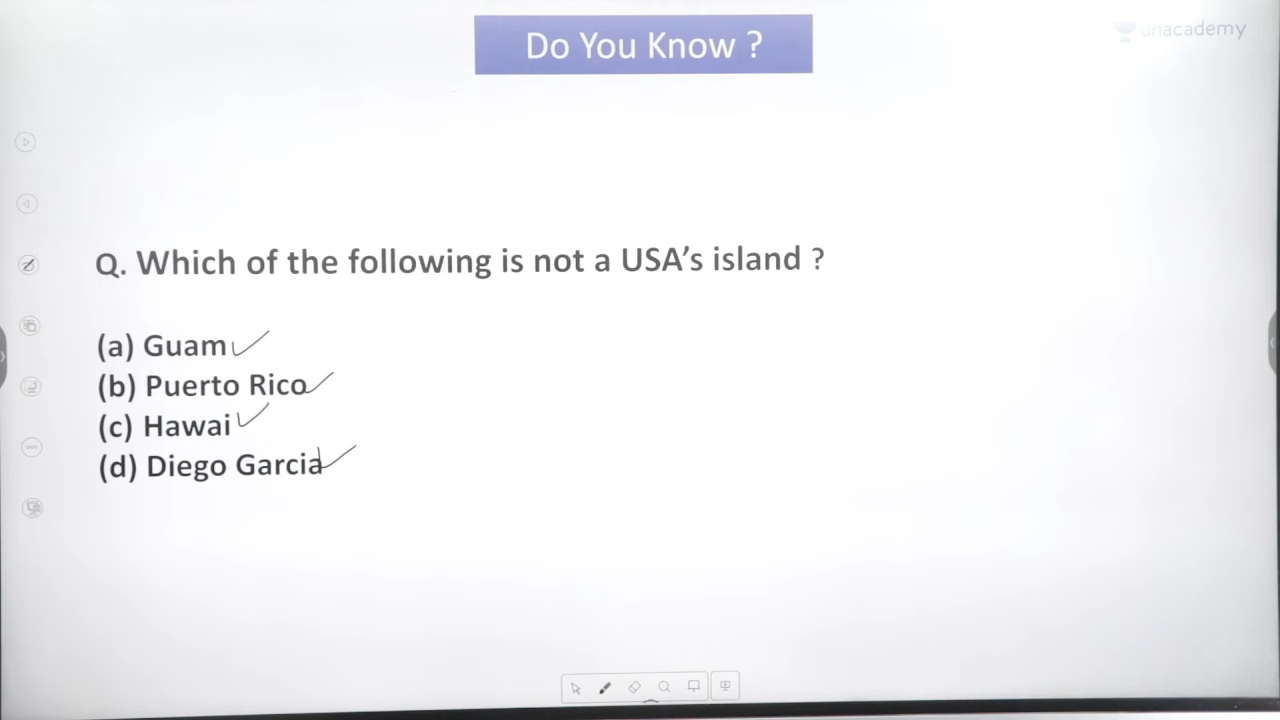 Do You Know ?
unacademy
Q. Which of the following is not a USA's island ?
(a) Guam
(b) Puerto Rico
(c) Hawai
(d) Diego Garcia